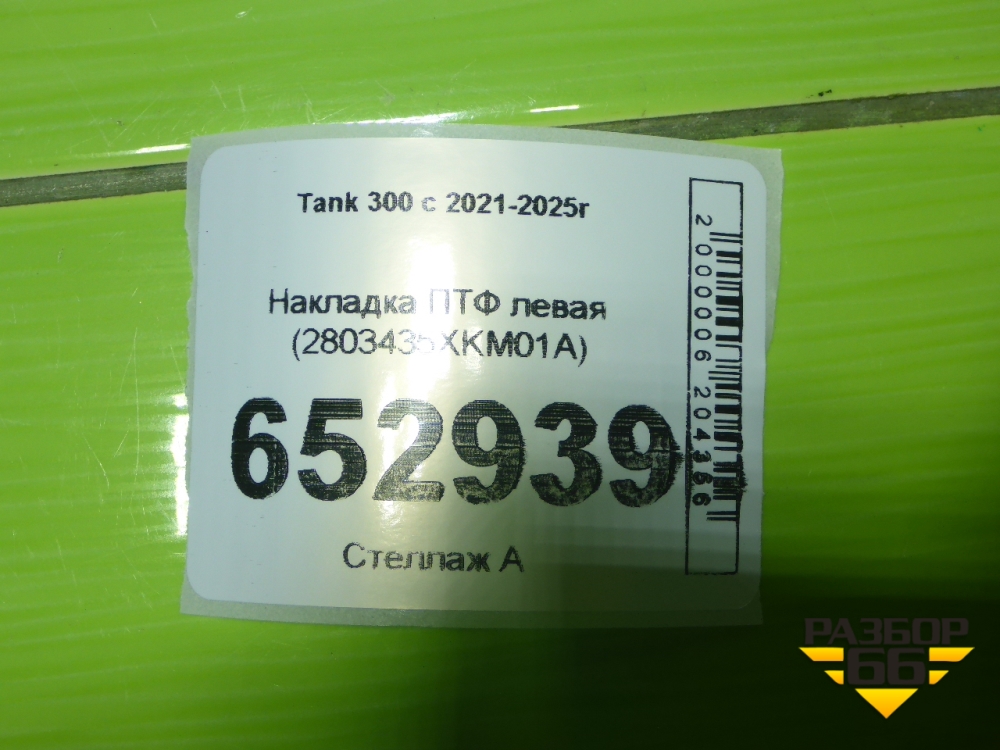 Tank 300 с 2021-2025г
Накладка ПТФ левая
(2803435XKM01A)
652939
Стеллаж А
2000006204366
РАЗБОР
66